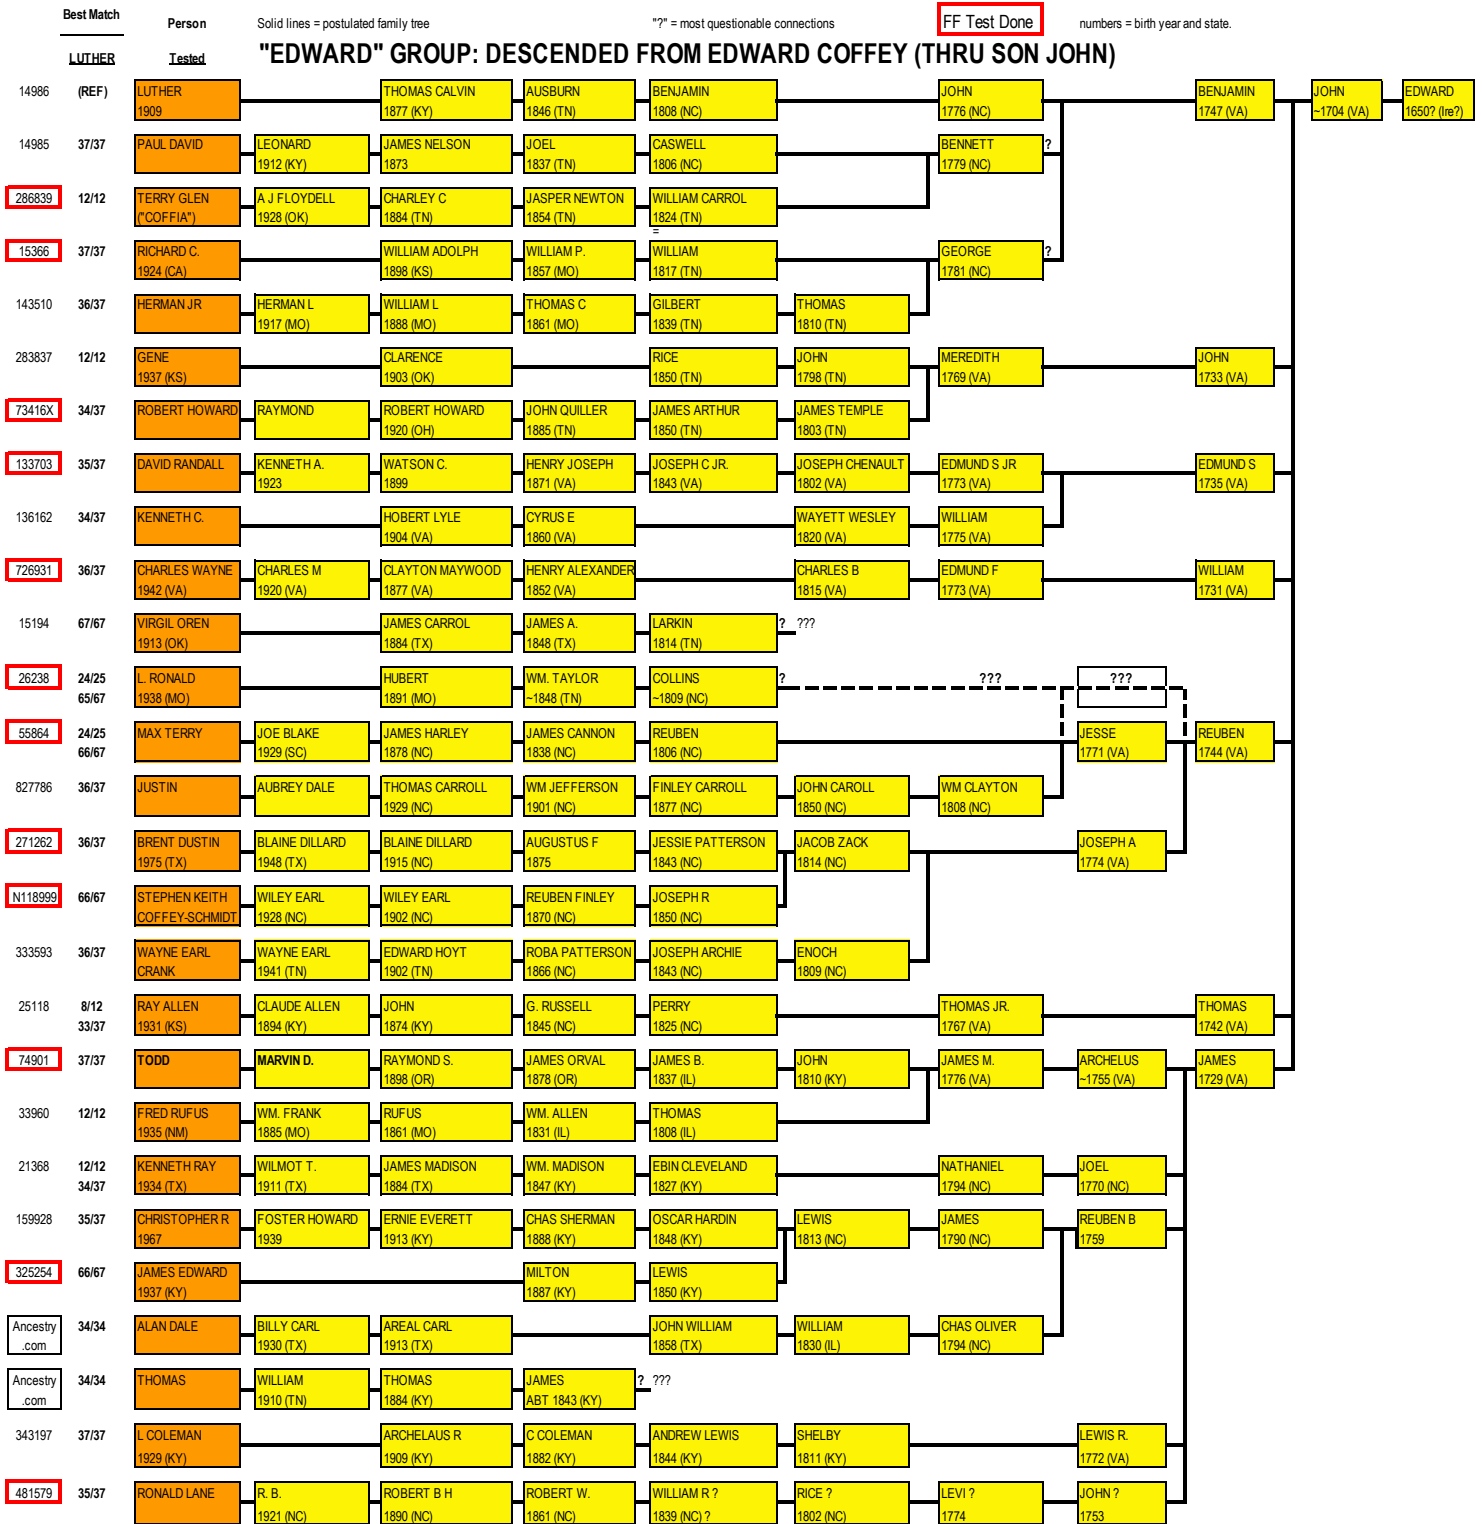 Best Match
Person
Solid lines = postulated family tree
"?" = most questionable connections
FF Test Done
numbers = birth year and state.
LUTHER
Tested
"EDWARD" GROUP: DESCENDED FROM EDWARD COFFEY (THRU SON JOHN)
14986 (REF) LUTHER THOMAS CALVIN AUSBURN BENJAMIN JOHN BENJAMIN JOHN EDWARD
1909 1877 (KY) 1846 (TN) 1808 (NC) 1776 (NC) 1747 (VA) ~1704 (VA) 1650? (Ire?)
14985 37/37 PAUL DAVID LEONARD JAMES NELSON JOEL CASWELL BENNETT ?
1912 (KY) 1873 1837 (TN) 1806 (NC) 1779 (NC)
286839 12/12 TERRY GLEN A J FLOYDELL CHARLEY C JASPER NEWTON WILLIAM CARROL
("COFFIA") 1928 (OK) 1884 (TN) 1854 (TN) 1824 (TN)
=
15366 37/37 RICHARD C. WILLIAM ADOLPH WILLIAM P. WILLIAM GEORGE ?
1924 (CA) 1898 (KS) 1857 (MO) 1817 (TN) 1781 (NC)
143510 36/37 HERMAN JR HERMAN L WILLIAM L THOMAS C GILBERT THOMAS
1917 (MO) 1888 (MO) 1861 (MO) 1839 (TN) 1810 (TN)
283837 12/12 GENE CLARENCE RICE JOHN MEREDITH JOHN
1937 (KS) 1903 (OK) 1850 (TN) 1798 (TN) 1769 (VA) 1733 (VA)
73416X 34/37 ROBERT HOWARD RAYMOND ROBERT HOWARD JOHN QUILLER JAMES ARTHUR JAMES TEMPLE
1920 (OH) 1885 (TN) 1850 (TN) 1803 (TN)
133703 35/37 DAVID RANDALL KENNETH A. WATSON C. HENRY JOSEPH JOSEPH C JR. JOSEPH CHENAULT EDMUND S JR EDMUND S
1923 1899 1871 (VA) 1843 (VA) 1802 (VA) 1773 (VA) 1735 (VA)
136162 34/37 KENNETH C. HOBERT LYLE CYRUS E WAYETT WESLEY WILLIAM
1904 (VA) 1860 (VA) 1820 (VA) 1775 (VA)
726931 36/37 CHARLES WAYNE CHARLES M CLAYTON MAYWOOD HENRY ALEXANDER CHARLES B EDMUND F WILLIAM
1942 (VA) 1920 (VA) 1877 (VA) 1852 (VA) 1815 (VA) 1773 (VA) 1731 (VA)
15194 67/67 VIRGIL OREN JAMES CARROL JAMES A. LARKIN ? ???
1913 (OK) 1884 (TX) 1848 (TX) 1814 (TN)
26238 24/25 L. RONALD HUBERT WM. TAYLOR COLLINS ? ??? ???
65/67 1938 (MO) 1891 (MO) ~1848 (TN) ~1809 (NC)
55864 24/25 MAX TERRY JOE BLAKE JAMES HARLEY JAMES CANNON REUBEN JESSE REUBEN
66/67 1929 (SC) 1878 (NC) 1838 (NC) 1806 (NC) 1771 (VA) 1744 (VA)
827786 36/37 JUSTIN AUBREY DALE THOMAS CARROLL WM JEFFERSON FINLEY CARROLL JOHN CAROLL WM CLAYTON
1929 (NC) 1901 (NC) 1877 (NC) 1850 (NC) 1808 (NC)
271262 36/37 BRENT DUSTIN BLAINE DILLARD BLAINE DILLARD AUGUSTUS F JESSIE PATTERSON JACOB ZACK JOSEPH A
1975 (TX) 1948 (TX) 1915 (NC) 1875 1843 (NC) 1814 (NC) 1774 (VA)
N118999 66/67 STEPHEN KEITH WILEY EARL WILEY EARL REUBEN FINLEY JOSEPH R
COFFEY-SCHMIDT 1928 (NC) 1902 (NC) 1870 (NC) 1850 (NC)
333593 36/37 WAYNE EARL WAYNE EARL EDWARD HOYT ROBA PATTERSON JOSEPH ARCHIE ENOCH
CRANK 1941 (TN) 1902 (TN) 1866 (NC) 1843 (NC) 1809 (NC)
25118 8/12 RAY ALLEN CLAUDE ALLEN JOHN G. RUSSELL PERRY THOMAS JR. THOMAS
33/37 1931 (KS) 1894 (KY) 1874 (KY) 1845 (NC) 1825 (NC) 1767 (VA) 1742 (VA)
74901 37/37 TODD MARVIN D. RAYMOND S. JAMES ORVAL JAMES B. JOHN JAMES M. ARCHELUS JAMES
1898 (OR) 1878 (OR) 1837 (IL) 1810 (KY) 1776 (VA) ~1755 (VA) 1729 (VA)
33960 12/12 FRED RUFUS WM. FRANK RUFUS WM. ALLEN THOMAS
1935 (NM) 1885 (MO) 1861 (MO) 1831 (IL) 1808 (IL)
21368 12/12 KENNETH RAY WILMOT T. JAMES MADISON WM. MADISON EBIN CLEVELAND NATHANIEL JOEL
34/37 1934 (TX) 1911 (TX) 1884 (TX) 1847 (KY) 1827 (KY) 1794 (NC) 1770 (NC)
159928 35/37 CHRISTOPHER R FOSTER HOWARD ERNIE EVERETT CHAS SHERMAN OSCAR HARDIN LEWIS JAMES REUBEN B
1967 1939 1913 (KY) 1888 (KY) 1848 (KY) 1813 (NC) 1790 (NC) 1759
325254 66/67 JAMES EDWARD MILTON LEWIS
1937 (KY) 1887 (KY) 1850 (KY)
Ancestry 34/34 ALAN DALE BILLY CARL AREAL CARL JOHN WILLIAM WILLIAM CHAS OLIVER
.com 1930 (TX) 1913 (TX) 1858 (TX) 1830 (IL) 1794 (NC)
Ancestry 34/34 THOMAS WILLIAM THOMAS JAMES ? ???
.com 1910 (TN) 1884 (KY) ABT 1843 (KY)
343197 37/37 L COLEMAN ARCHELAUS R C COLEMAN ANDREW LEWIS SHELBY LEWIS R.
1929 (KY) 1909 (KY) 1882 (KY) 1844 (KY) 1811 (KY) 1772 (VA)
481579 35/37 RONALD LANE R. B. ROBERT B H ROBERT W. WILLIAM R ? RICE ? LEVI ? JOHN ?
1921 (NC) 1890 (NC) 1861 (NC) 1839 (NC) ? 1802 (NC) 1774 1753